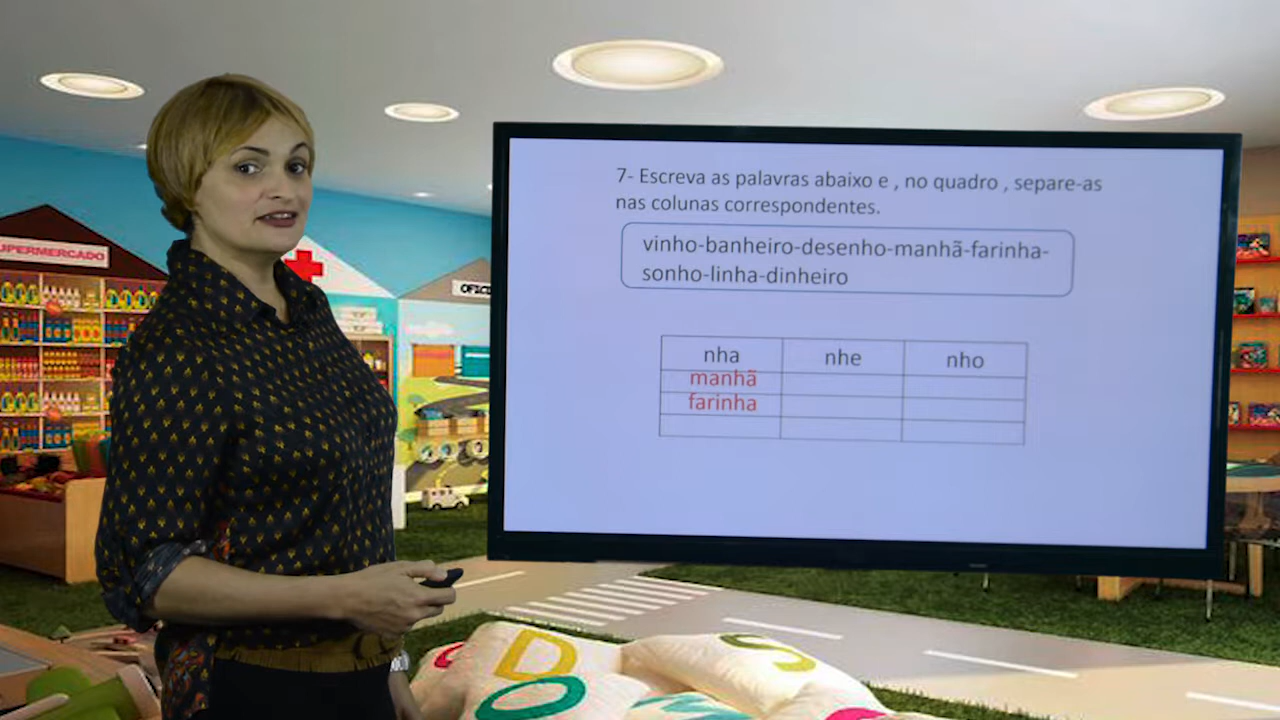 7- Escreva as palavras abaixo e , no quadro , separe-as
nas colunas correspondentes.
vinho-banheiro-desenho-manhã-farinha-
sonho-linha-dinheiro
nha nhe nho
manhã
farinha
UPERMERCADO
OFICI
D
S
O